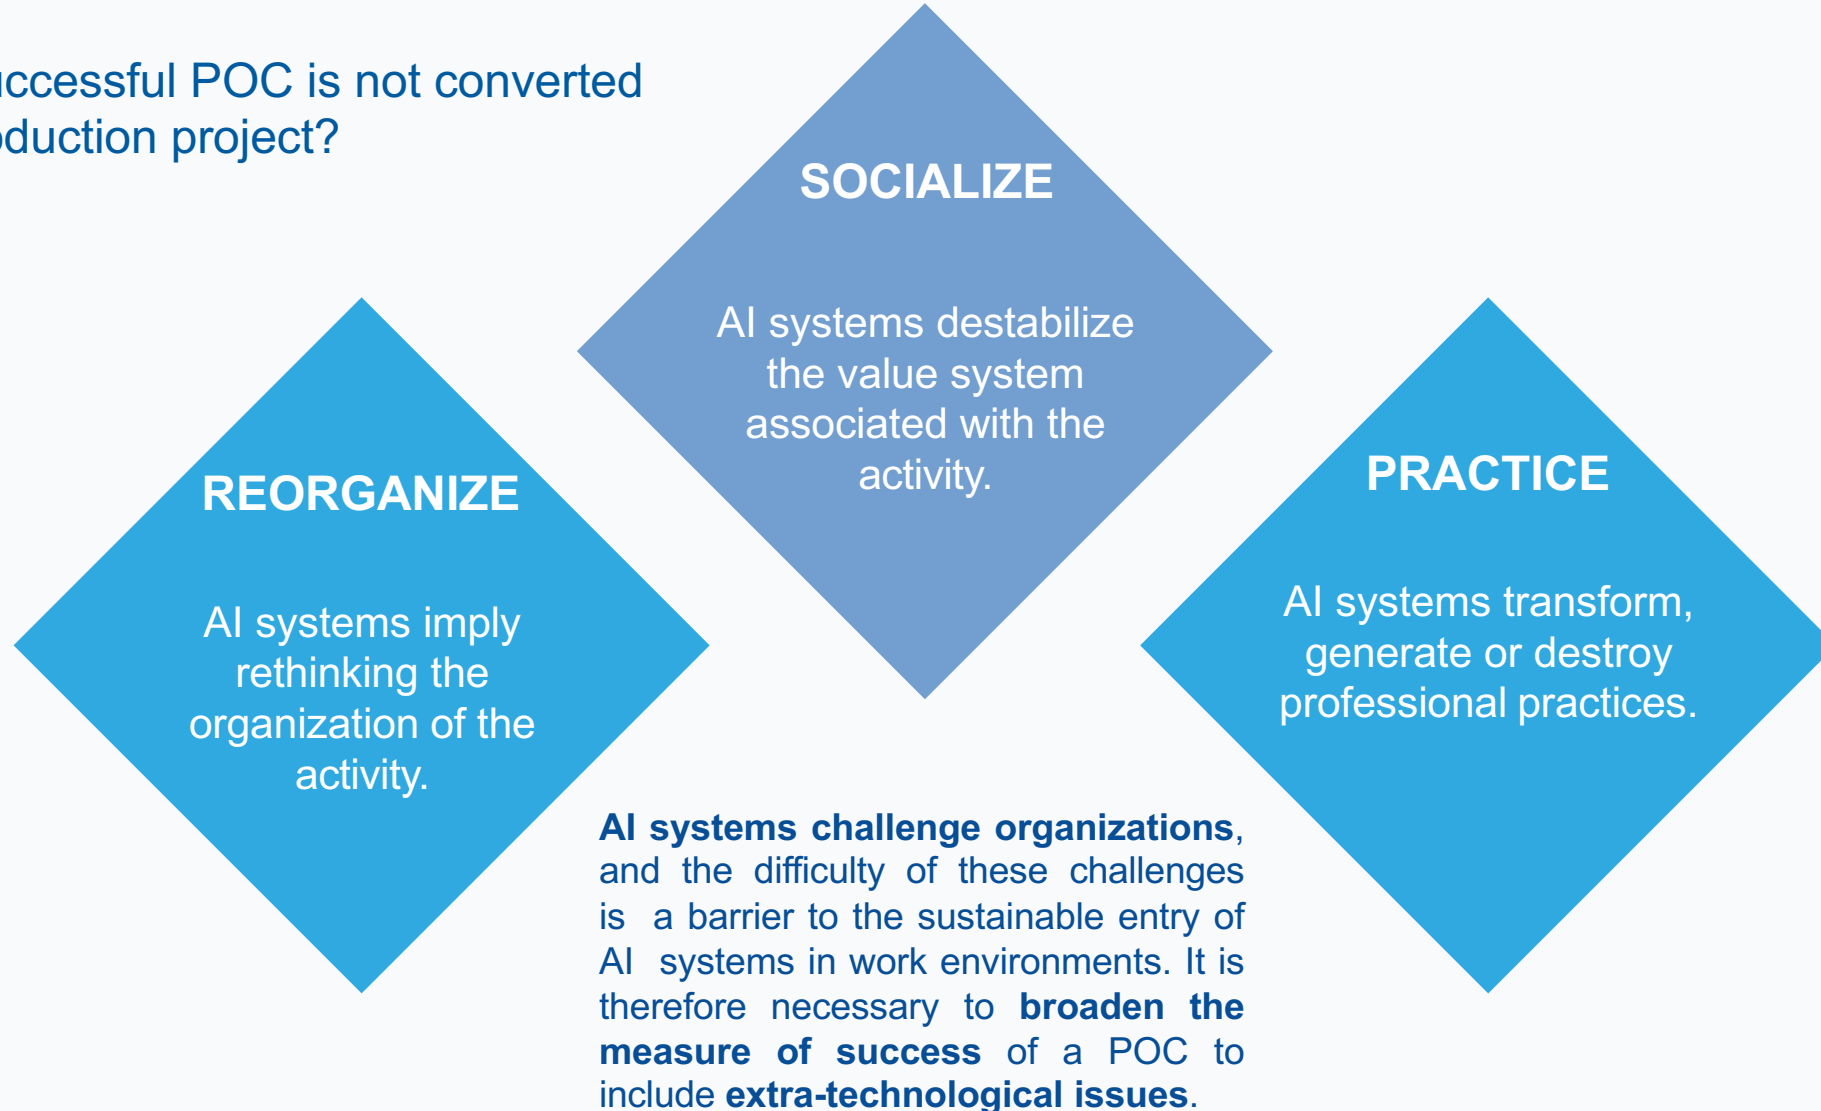 uccessful POC is not converted
oduction project?
SOCIALIZE
AI systems destabilize
the value system
associated with the
activity.
REORGANIZE
AI systems imply
rethinking the
organization of the
activity.
PRACTICE
AI systems transform,
generate or destroy
professional practices.
AI systems challenge organizations,
and the difficulty of these challenges
is a barrier to the sustainable entry of
AI systems in work environments. It is
therefore necessary to broaden the
measure of success of a POC to
include extra-technological issues.